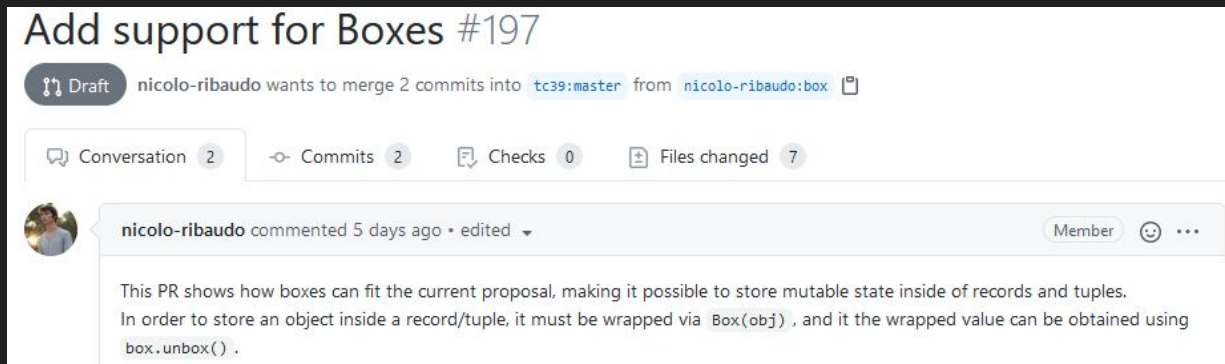 Add support for Boxes #197
Draft nicolo-ribaudo wants to merge 2 commits into tc39:master from nicolo-ribaudo:box
Conversation 2 Commits 2 Checks 0 Files changed 7
nicolo-ribaudo commented 5 days ago • edited Member ...
This PR shows how boxes can fit the current proposal, making it possible to store mutable state inside of records and tuples.
In order to store an object inside a record/tuple, it must be wrapped via Box(obj), and it the wrapped value can be obtained using
box.unbox().